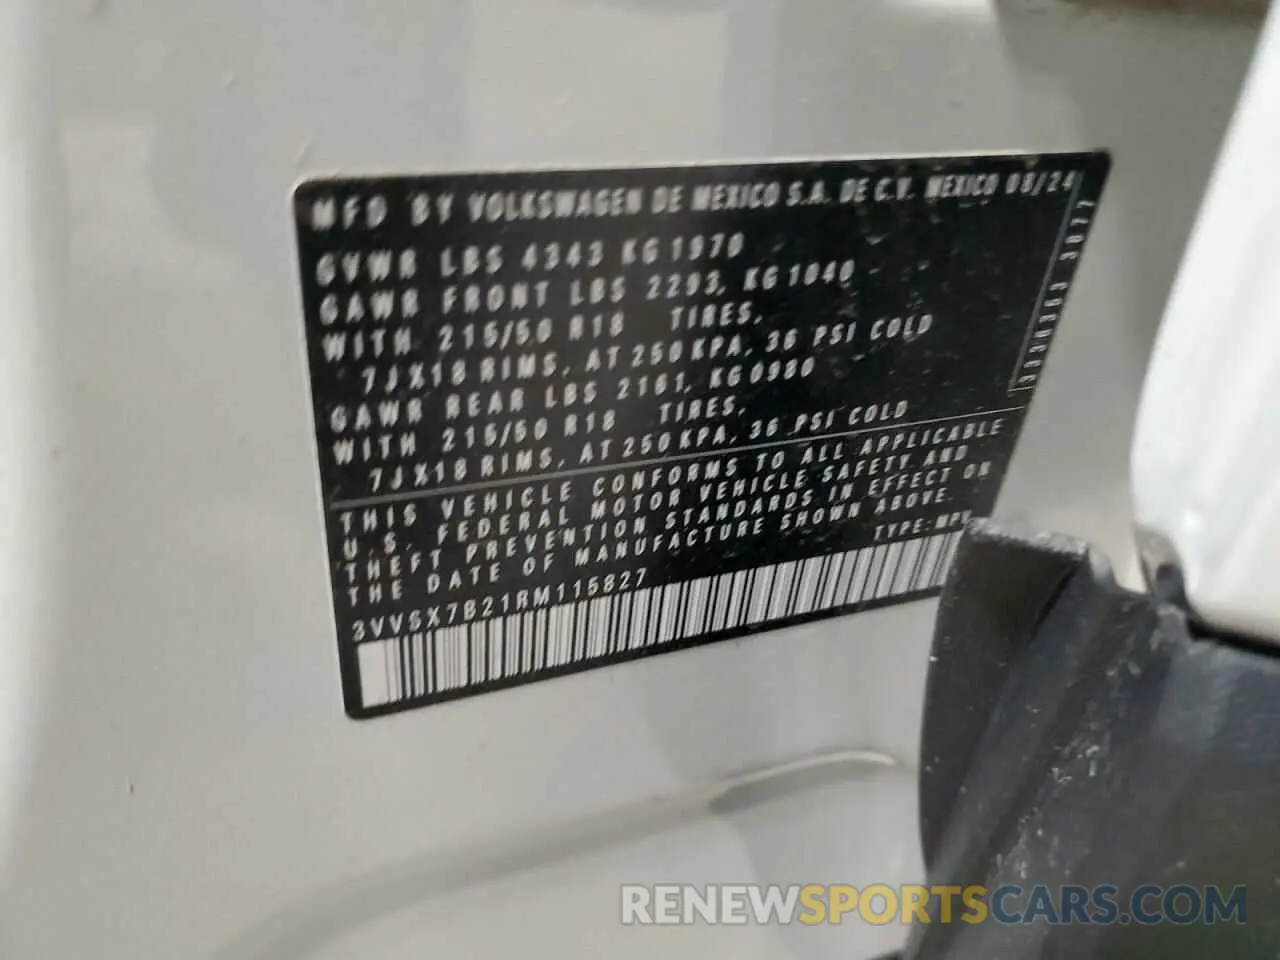 MFD BY VOLKSWAGEN DE MEXICO S.A. DE C.V. MEXICO 08/24
GVWR LBS 4343 KG 1970
GAWR FRONT LBS 2293, KG 1040
WITH 215/50 R18 TIRES,
7JX18 RIMS, AT 250KPA, 36 PSI COLD
GAWR REAR LBS 2161, KG 0980
WITH 215/50 R18 TIRES,
7JX18 RIMS, AT 250KPA, 36 PSI COLD
THIS VEHICLE CONFORMS TO ALL APPLICABLE
U.S. FEDERAL MOTOR VEHICLE SAFETY AND
THEFT PREVENTION STANDARDS IN EFFECT ON
THE DATE OF MANUFACTURE SHOWN ABOVE.
TYPE: MPV
3VVSX7B21RM115827
RENEWSPORTSCARS.COM